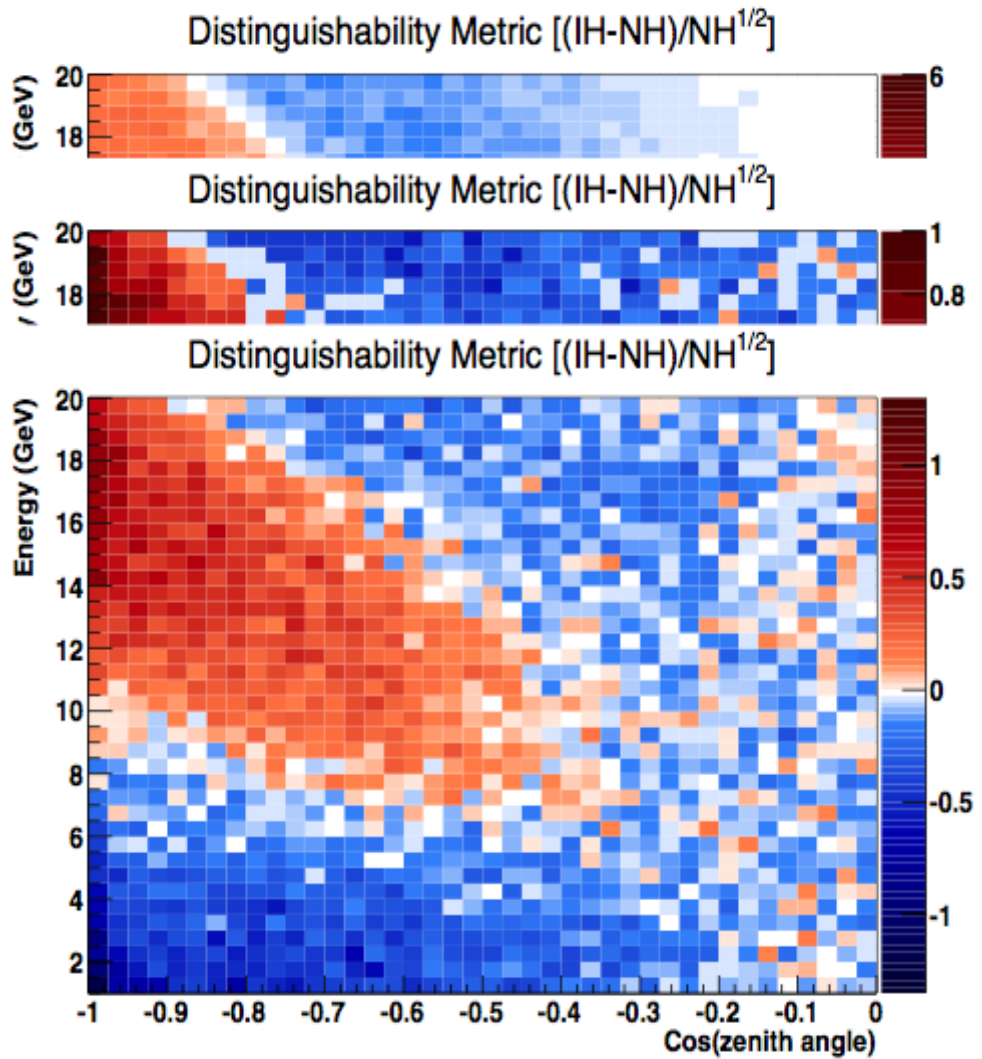 Distinguishability Metric [(IH-NH)/NH^1/2]
20
18
(GeV)
6
Distinguishability Metric [(IH-NH)/NH^1/2]
20
18
(GeV)
1
0.8
Distinguishability Metric [(IH-NH)/NH^1/2]
Energy (GeV)
20
18
16
14
12
10
8
6
4
2
1
0.5
0
-0.5
-1
-1 -0.9 -0.8 -0.7 -0.6 -0.5 -0.4 -0.3 -0.2 -0.1 0
Cos(zenith angle)